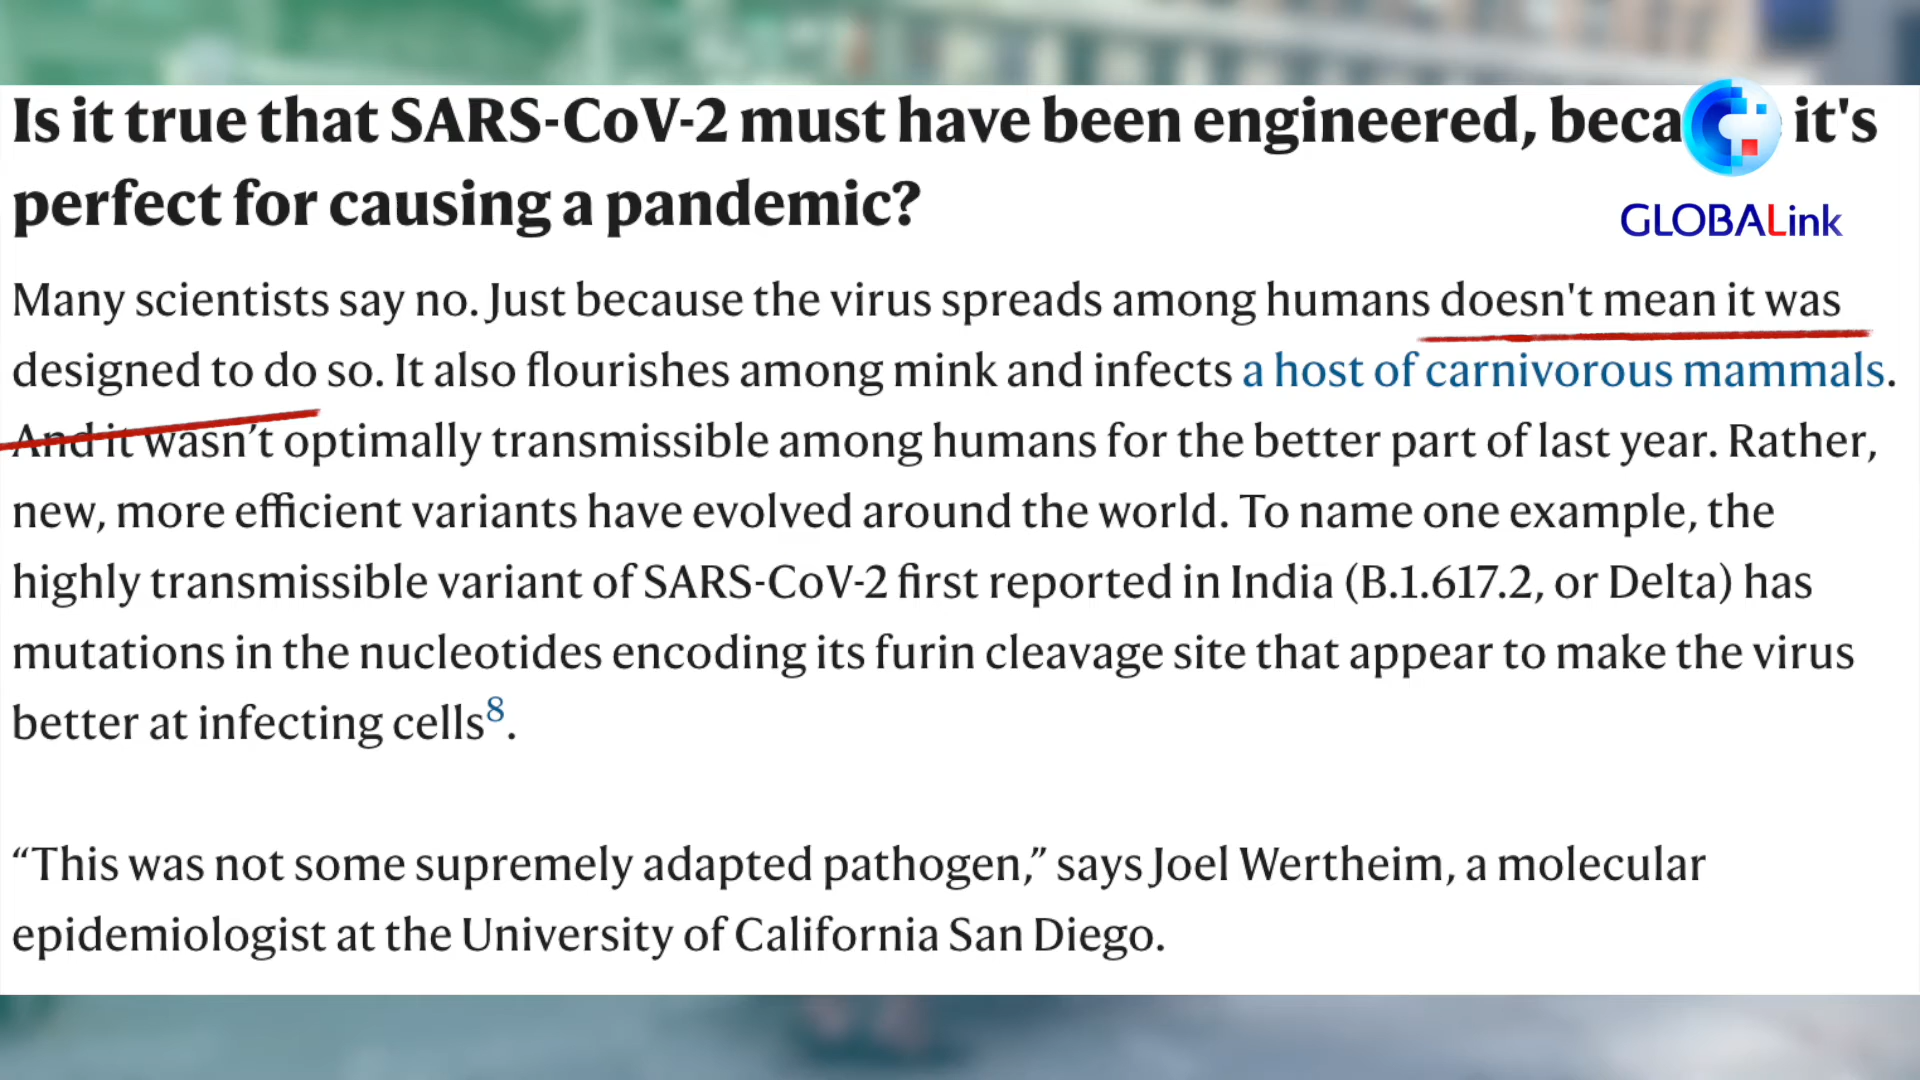 Is it true that SARS-CoV-2 must have been engineered, beca it's
perfect for causing a pandemic?
GLOBALink
Many scientists say no. Just because the virus spreads among humans doesn't mean it was
designed to do so. It also flourishes among mink and infects a host of carnivorous mammals.
And it wasn’t optimally transmissible among humans for the better part of last year. Rather,
new, more efficient variants have evolved around the world. To name one example, the
highly transmissible variant of SARS-CoV-2 first reported in India (B.1.617.2, or Delta) has
mutations in the nucleotides encoding its furin cleavage site that appear to make the virus
better at infecting cells8.
“This was not some supremely adapted pathogen,” says Joel Wertheim, a molecular
epidemiologist at the University of California San Diego.